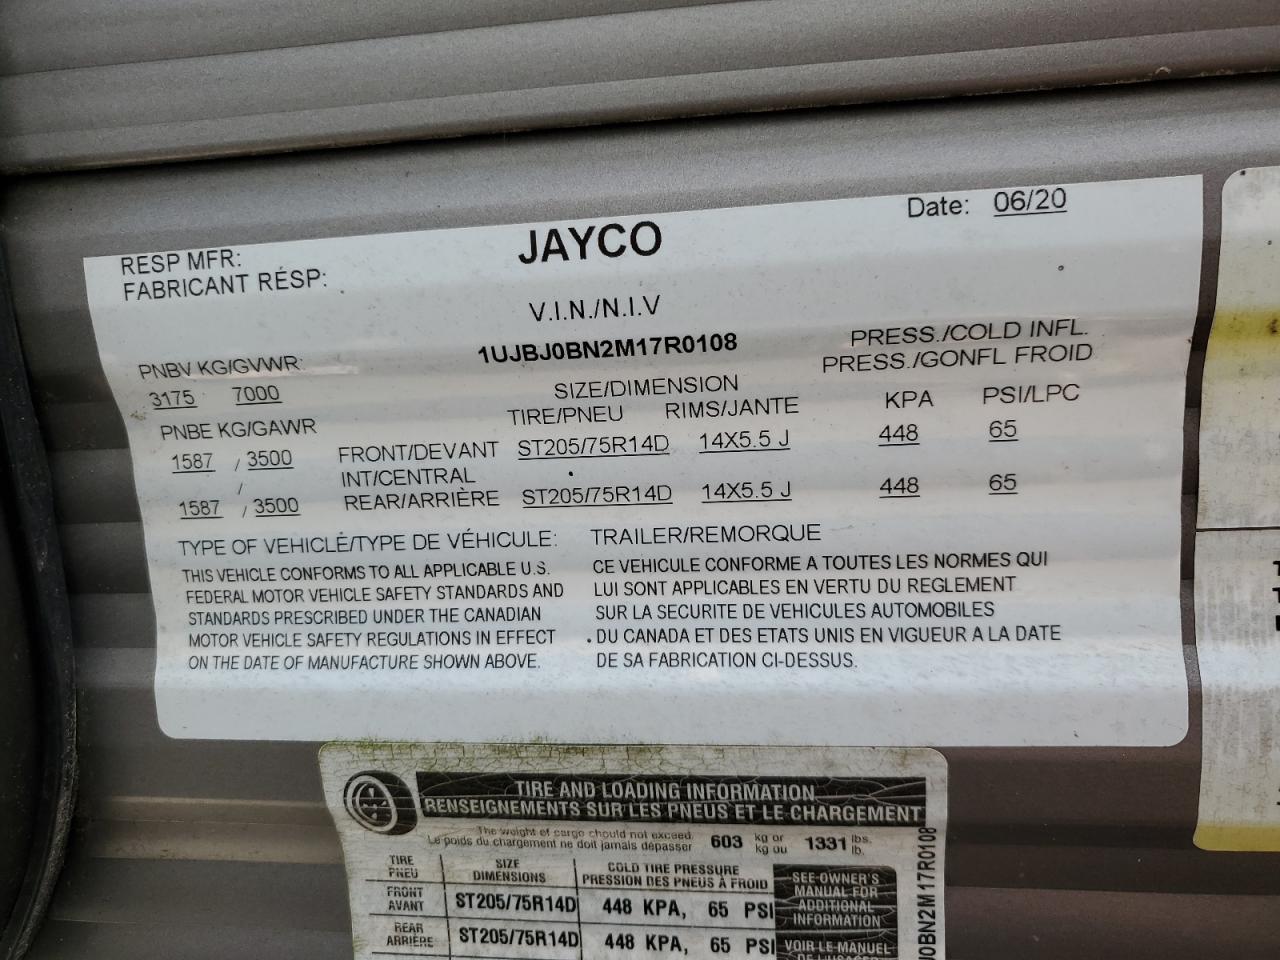 RESP MFR:
FABRICANT RÉSP:
JAYCO
Date: 06/20
V.I.N./N.I.V
1UJBJ0BN2M17R0108
PNBV KG/GVWR:
3175 7000
PRESS./COLD INFL.
PRESS./GONFL FROID
SIZE/DIMENSION
TIRE/PNEU RIMS/JANTE KPA PSI/LPC
PNBE KG/GAWR
1587 / 3500 FRONT/DEVANT ST205/75R14D 14X5.5 J 448 65
/ INT/CENTRAL
1587 / 3500 REAR/ARRIÈRE ST205/75R14D 14X5.5 J 448 65
TYPE OF VEHICLE/TYPE DE VÉHICULE: TRAILER/REMORQUE
THIS VEHICLE CONFORMS TO ALL APPLICABLE U.S.
FEDERAL MOTOR VEHICLE SAFETY STANDARDS AND
STANDARDS PRESCRIBED UNDER THE CANADIAN
MOTOR VEHICLE SAFETY REGULATIONS IN EFFECT
ON THE DATE OF MANUFACTURE SHOWN ABOVE.
CE VEHICULE CONFORME A TOUTES LES NORMES QUI
LUI SONT APPLICABLES EN VERTU DU REGLEMENT
SUR LA SECURITE DE VEHICULES AUTOMOBILES
DU CANADA ET DES ETATS UNIS EN VIGUEUR A LA DATE
DE SA FABRICATION CI-DESSUS.
TIRE AND LOADING INFORMATION
RENSEIGNEMENTS SUR LES PNEUS ET LE CHARGEMENT
The weight of cargo should not exceed
Le poids du chargement ne doit jamais dépasser
603 kg or 1331 lbs.
kg ou lb.
TIRE
PNEU
SIZE
DIMENSIONS
COLD TIRE PRESSURE
PRESSION DES PNEUS À FROID
FRONT
AVANT
ST205/75R14D 448 KPA, 65 PSI
REAR
ARRIÈRE
ST205/75R14D 448 KPA, 65 PSI
SEE OWNER'S
MANUAL FOR
ADDITIONAL
INFORMATION
VOIR LE MANUEL
J0BN2M17R0108